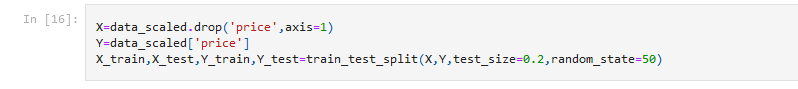 In [16]:
X=data_scaled.drop('price',axis=1)
Y=data_scaled['price']
X_train,X_test,Y_train,Y_test=train_test_split(X,Y,test_size=0.2,random_state=50)